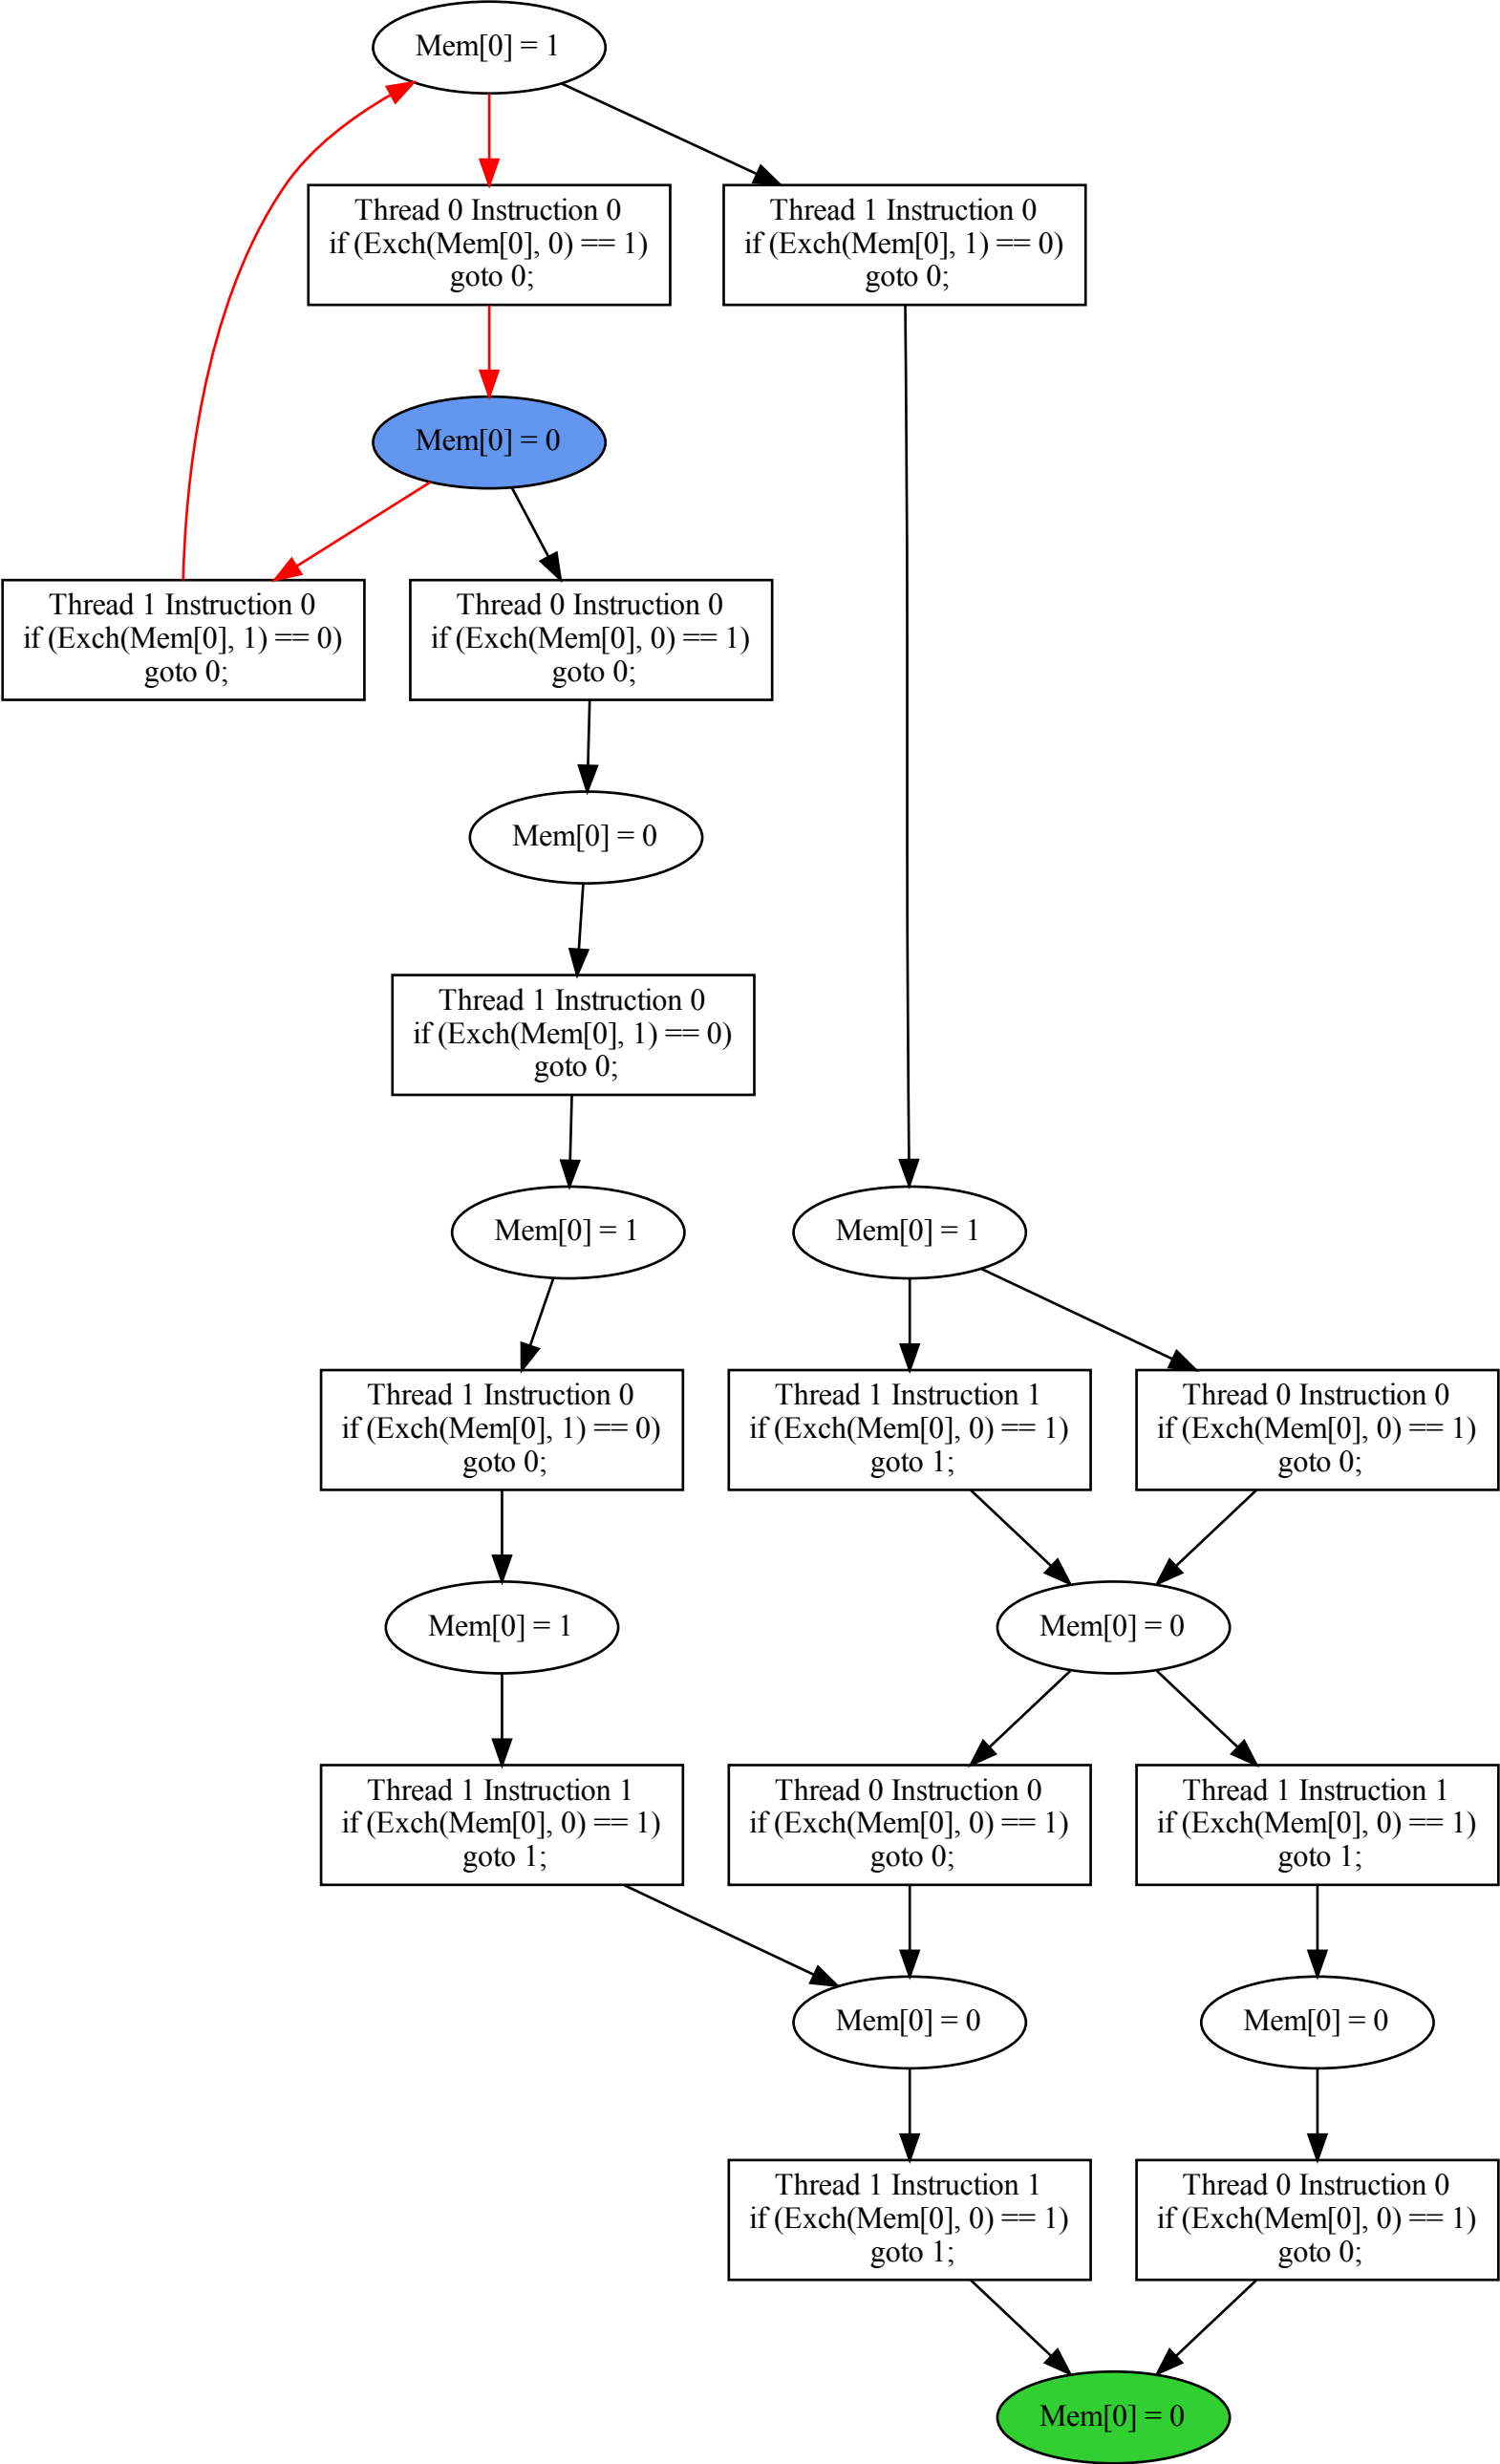 Mem[0] = 1
Thread 0 Instruction 0
if (Exch(Mem[0], 0) == 1)
goto 0;
Thread 1 Instruction 0
if (Exch(Mem[0], 1) == 0)
goto 0;
Mem[0] = 0
Thread 1 Instruction 0
if (Exch(Mem[0], 1) == 0)
goto 0;
Thread 0 Instruction 0
if (Exch(Mem[0], 0) == 1)
goto 0;
Mem[0] = 0
Thread 1 Instruction 0
if (Exch(Mem[0], 1) == 0)
goto 0;
Mem[0] = 1
Mem[0] = 1
Thread 1 Instruction 0
if (Exch(Mem[0], 1) == 0)
goto 0;
Thread 1 Instruction 1
if (Exch(Mem[0], 0) == 1)
goto 1;
Thread 0 Instruction 0
if (Exch(Mem[0], 0) == 1)
goto 0;
Mem[0] = 1
Mem[0] = 0
Thread 1 Instruction 1
if (Exch(Mem[0], 0) == 1)
goto 1;
Thread 0 Instruction 0
if (Exch(Mem[0], 0) == 1)
goto 0;
Thread 1 Instruction 1
if (Exch(Mem[0], 0) == 1)
goto 1;
Mem[0] = 0
Mem[0] = 0
Thread 1 Instruction 1
if (Exch(Mem[0], 0) == 1)
goto 1;
Thread 0 Instruction 0
if (Exch(Mem[0], 0) == 1)
goto 0;
Mem[0] = 0